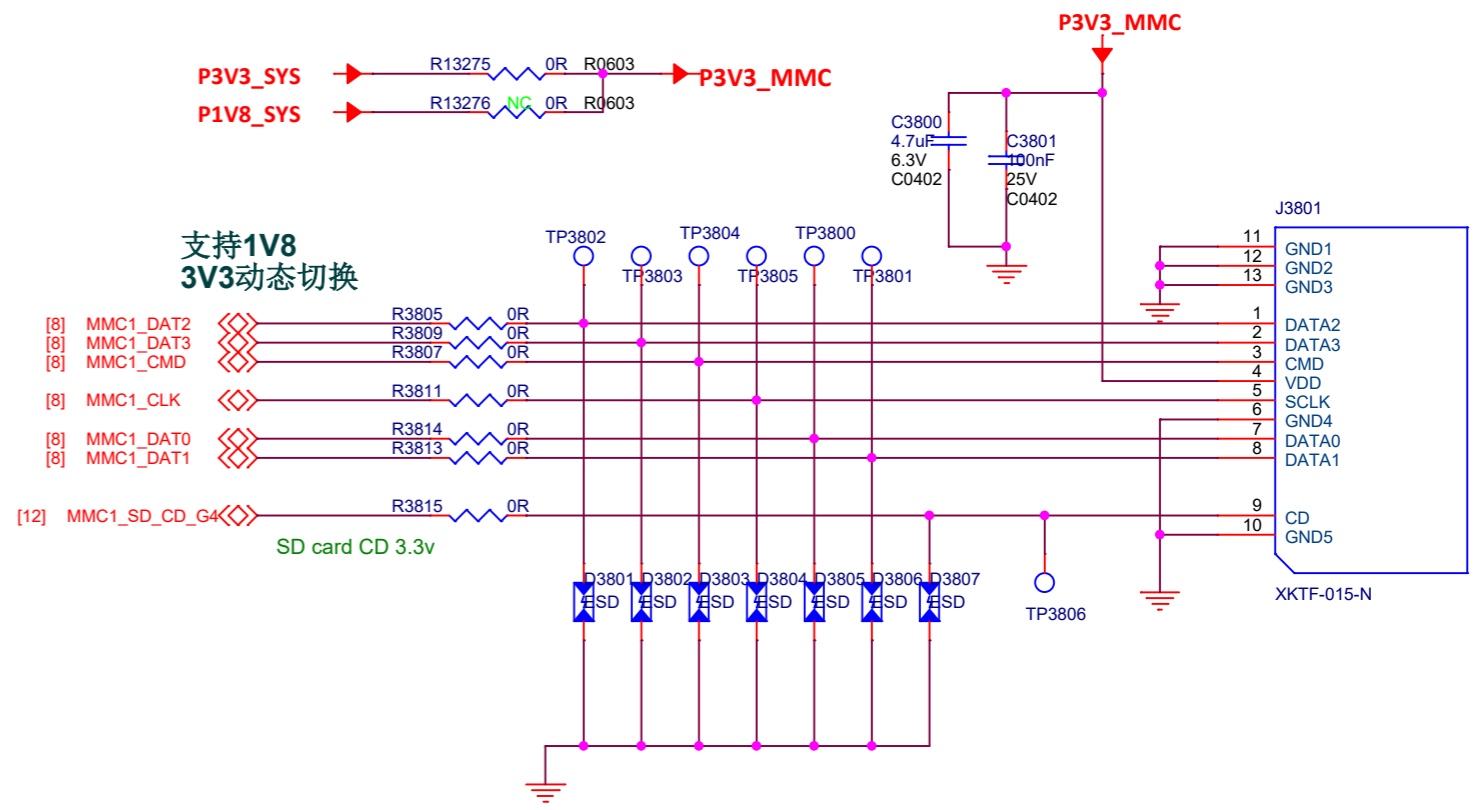 P3V3_MMC
P3V3_SYS R13275 0R R0603 P3V3_MMC
P1V8_SYS R13276 NC 0R R0603
C3800
4.7uF
6.3V
C0402
C3801
100nF
25V
C0402
支持1V8
3V3动态切换
TP3802 TP3804 TP3800
TP3803 TP3805 TP3801
J3801
11 GND1
12 GND2
13 GND3
[8] MMC1_DAT2 R3805 0R 1 DATA2
[8] MMC1_DAT3 R3809 0R 2 DATA3
[8] MMC1_CMD R3807 0R 3 CMD
4 VDD
[8] MMC1_CLK R3811 0R 5 SCLK
6 GND4
[8] MMC1_DAT0 R3814 0R 7 DATA0
[8] MMC1_DAT1 R3813 0R 8 DATA1
[12] MMC1_SD_CD_G4 R3815 0R 9 CD
10 GND5
SD card CD 3.3v
D3801 D3802 D3803 D3804 D3805 D3806 D3807
ESD ESD ESD ESD ESD ESD ESD
TP3806
XKTF-015-N